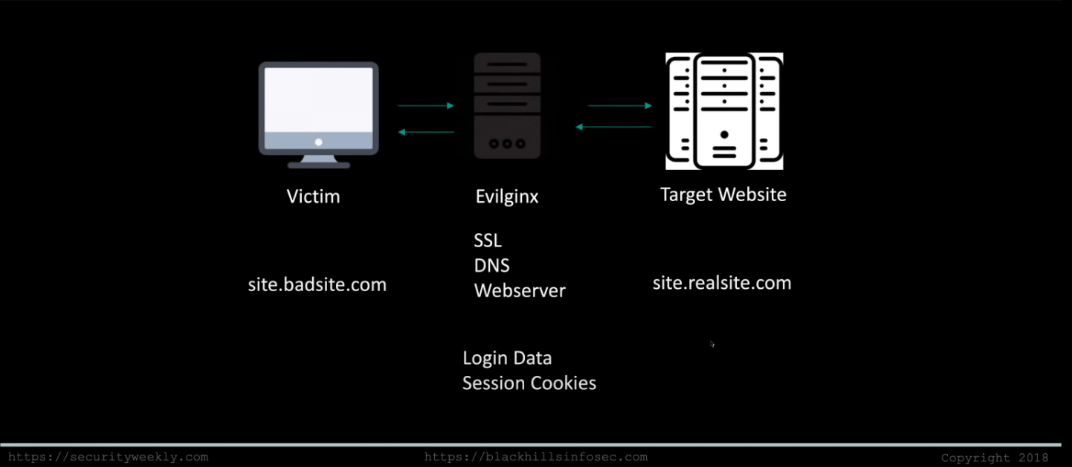 Victim
Evilginx
Target Website
SSL
DNS
Webserver
site.badsite.com
site.realsite.com
Login Data
Session Cookies
https://securityweekly.com
https://blackhillsinfosec.com
Copyright 2018